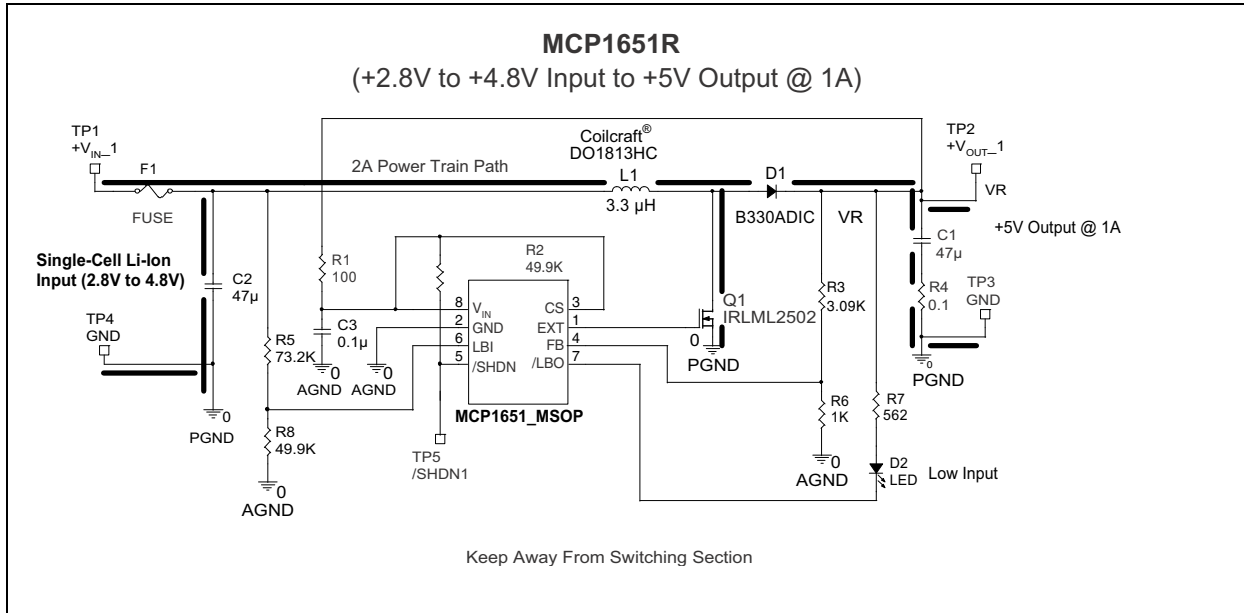 MCP1651R
(+2.8V to +4.8V Input to +5V Output @ 1A)
TP1
+VIN_1
F1
FUSE
2A Power Train Path
Coilcraft®
DO1813HC
L1
3.3 µH
D1
B330ADIC
VR
TP2
+VOUT_1
VR
+5V Output @ 1A
Single-Cell Li-Ion
Input (2.8V to 4.8V)
C2
47µ
TP4
GND
0
PGND
R5
73.2K
R8
49.9K
0
AGND
R1
100
C3
0.1µ
0
AGND
0
AGND
R2
49.9K
8
VIN
2
GND
6
LBI
5
/SHDN
CS
3
EXT
1
FB
4
/LBO
7
MCP1651_MSOP
TP5
/SHDN1
Q1
IRLML2502
0
PGND
R3
3.09K
R6
1K
0
AGND
R7
562
D2
LED
Low Input
C1
47µ
R4
0.1
TP3
GND
0
PGND
Keep Away From Switching Section